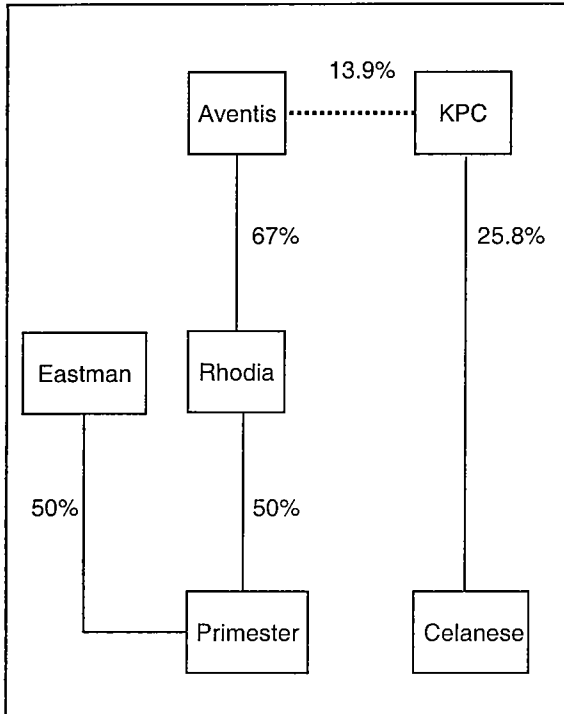 13.9%
Aventis
KPC
67%
25.8%
Eastman
Rhodia
50%
50%
Primester
Celanese